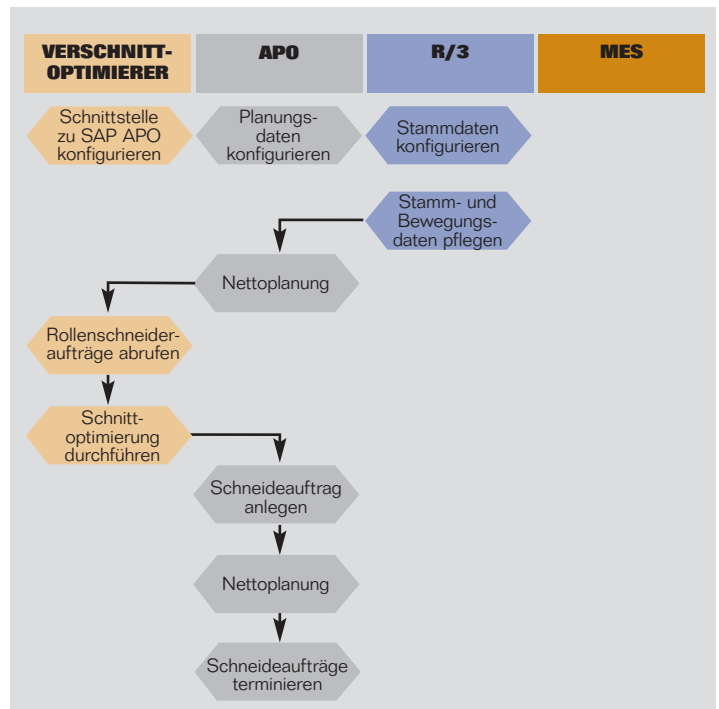 VERSCHNITT-
OPTIMIERER
APO
R/3
MES
Schnittstelle
zu SAP APO
konfigurieren
Planungs-
daten
konfigurieren
Stammdaten
konfigurieren
Stamm- und
Bewegungs-
daten pflegen
Nettoplanung
Rollenschneider-
aufträge abrufen
Schnitt-
optimierung
durchführen
Schneideauftrag
anlegen
Nettoplanung
Schneideaufträge
terminieren